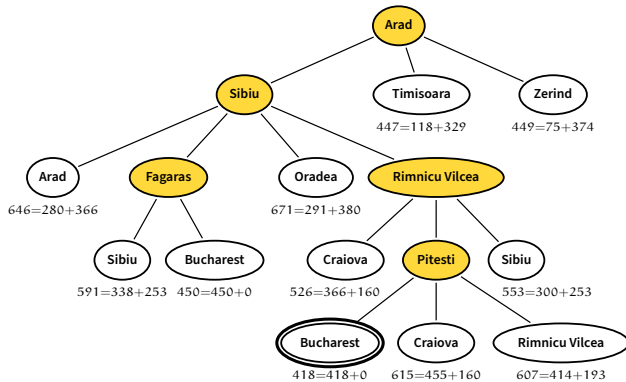 Arad
Sibiu Timisoara Zerind
447=118+329 449=75+374
Arad Fagaras Oradea Rimnicu Vilcea
646=280+366 671=291+380
Sibiu Bucharest Craiova Pitesti Sibiu
591=338+253 450=450+0 526=366+160 553=300+253
Bucharest Craiova Rimnicu Vilcea
418=418+0 615=455+160 607=414+193